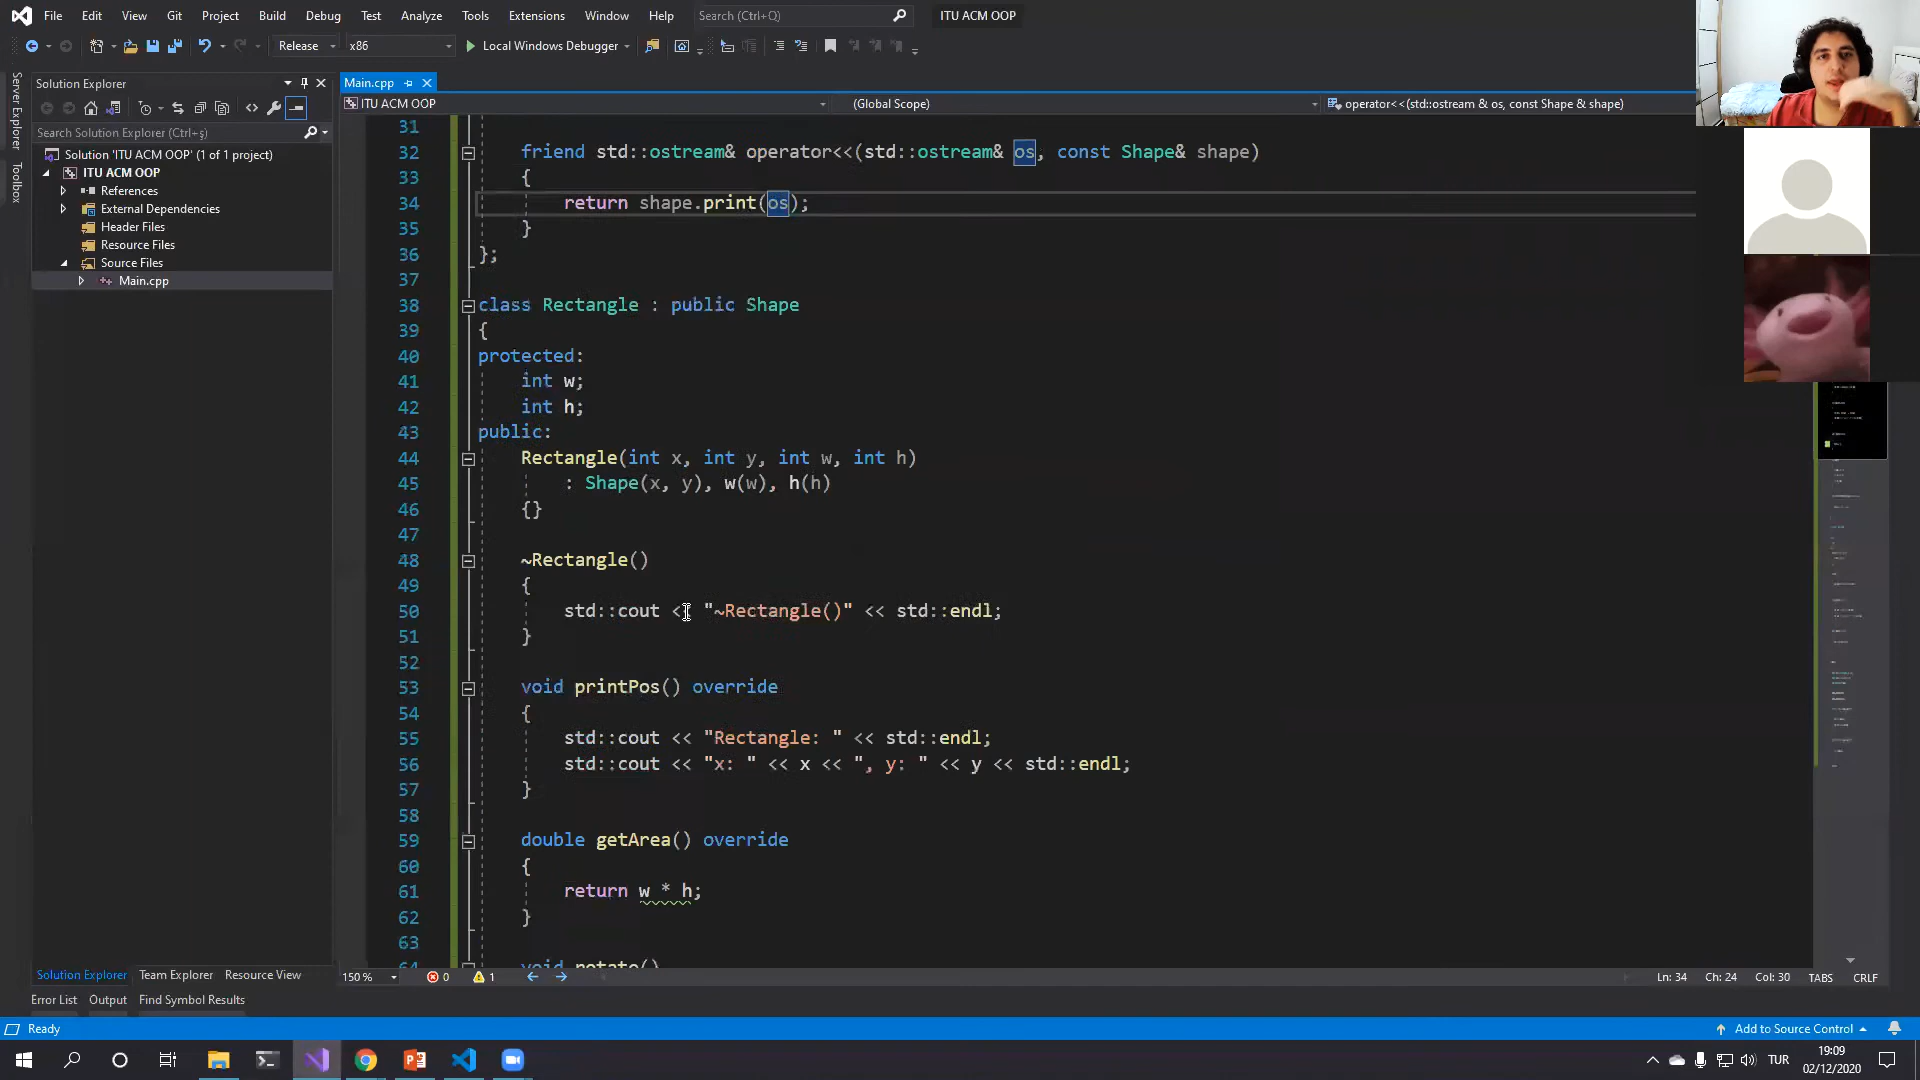 File Edit View Git Project Build Debug Test Analyze Tools Extensions Window Help Search (Ctrl+Q) ITU ACM OOP
Release x86 Local Windows Debugger
Server Explorer
Toolbox
Solution Explorer
Search Solution Explorer (Ctrl+ş)
Solution 'ITU ACM OOP' (1 of 1 project)
ITU ACM OOP
References
External Dependencies
Header Files
Resource Files
Source Files
Main.cpp
Main.cpp
ITU ACM OOP (Global Scope) operator<<(std::ostream & os, const Shape & shape)
31
32 friend std::ostream& operator<<(std::ostream& os, const Shape& shape)
33 {
34 return shape.print(os);
35 }
36 };
37
38 class Rectangle : public Shape
39 {
40 protected:
41 int w;
42 int h;
43 public:
44 Rectangle(int x, int y, int w, int h)
45 : Shape(x, y), w(w), h(h)
46 {}
47
48 ~Rectangle()
49 {
50 std::cout << "~Rectangle()" << std::endl;
51 }
52
53 void printPos() override
54 {
55 std::cout << "Rectangle: " << std::endl;
56 std::cout << "x: " << x << ", y: " << y << std::endl;
57 }
58
59 double getArea() override
60 {
61 return w * h;
62 }
63
64 void rotate()
Solution Explorer Team Explorer Resource View
150 % 0 1 Ln: 34 Ch: 24 Col: 30 TABS CRLF
Error List Output Find Symbol Results
Ready Add to Source Control
TUR
19:09
02/12/2020